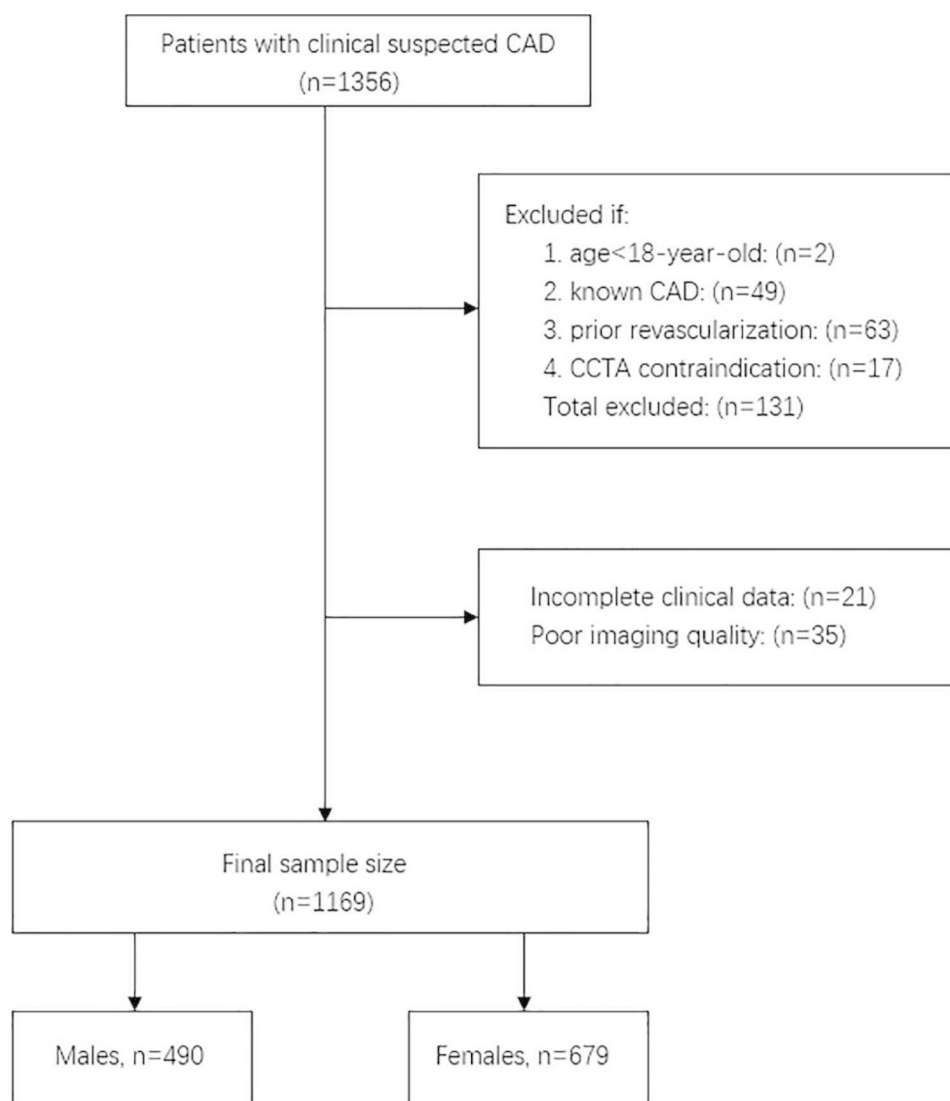 Patients with clinical suspected CAD
(n=1356)
Excluded if:
1. age<18-year-old: (n=2)
2. known CAD: (n=49)
3. prior revascularization: (n=63)
4. CCTA contraindication: (n=17)
Total excluded: (n=131)
Incomplete clinical data: (n=21)
Poor imaging quality: (n=35)
Final sample size
(n=1169)
Males, n=490
Females, n=679